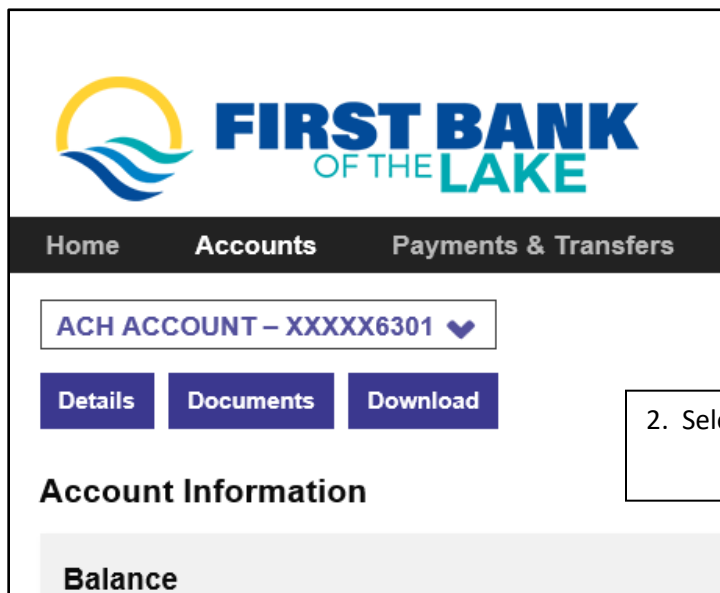 FIRST BANK
OF THE LAKE
Home Accounts Payments & Transfers
ACH ACCOUNT – XXXXX6301
Details Documents Download
2. Sel
Account Information
Balance